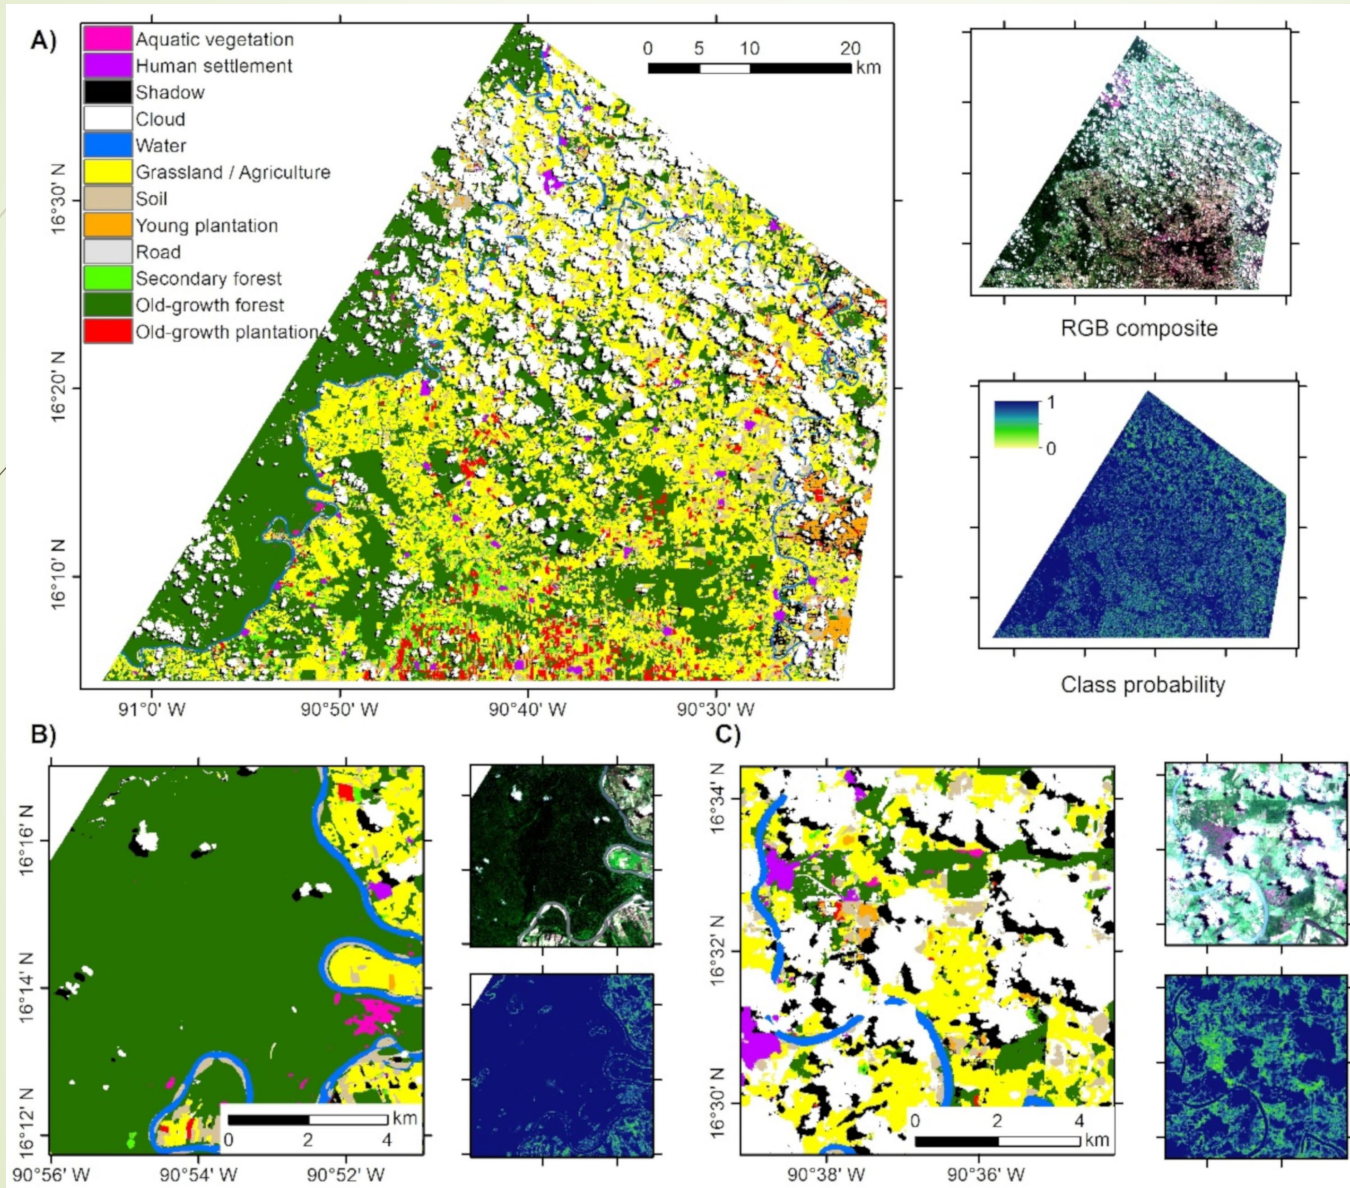 A)
Aquatic vegetation
Human settlement
Shadow
Cloud
Water
Grassland / Agriculture
Soil
Young plantation
Road
Secondary forest
Old-growth forest
Old-growth plantation
0 5 10 20
km
16°30' N
16°20' N
16°10' N
91°0' W 90°50' W 90°40' W 90°30' W
RGB composite
1
0
Class probability
B)
16°16' N
16°14' N
16°12' N
0 2 4
km
90°56' W 90°54' W 90°52' W
C)
16°34' N
16°32' N
16°30' N
0 2 4
km
90°38' W 90°36' W